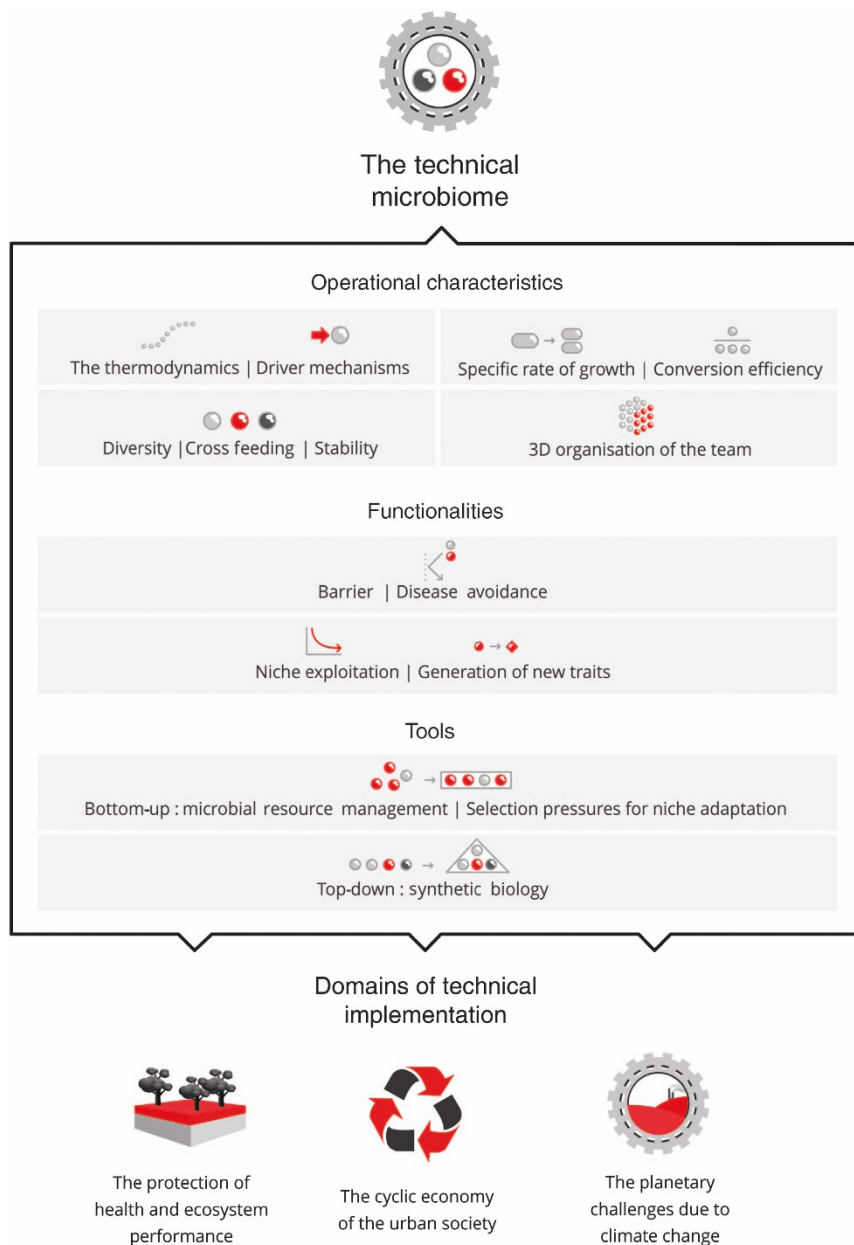 The technical
microbiome
Operational characteristics
The thermodynamics | Driver mechanisms
Specific rate of growth | Conversion efficiency
Diversity |Cross feeding | Stability
3D organisation of the team
Functionalities
Barrier | Disease avoidance
Niche exploitation | Generation of new traits
Tools
Bottom-up : microbial resource management | Selection pressures for niche adaptation
Top-down : synthetic biology
Domains of technical
implementation
The protection of
health and ecosystem
performance
The cyclic economy
of the urban society
The planetary
challenges due to
climate change